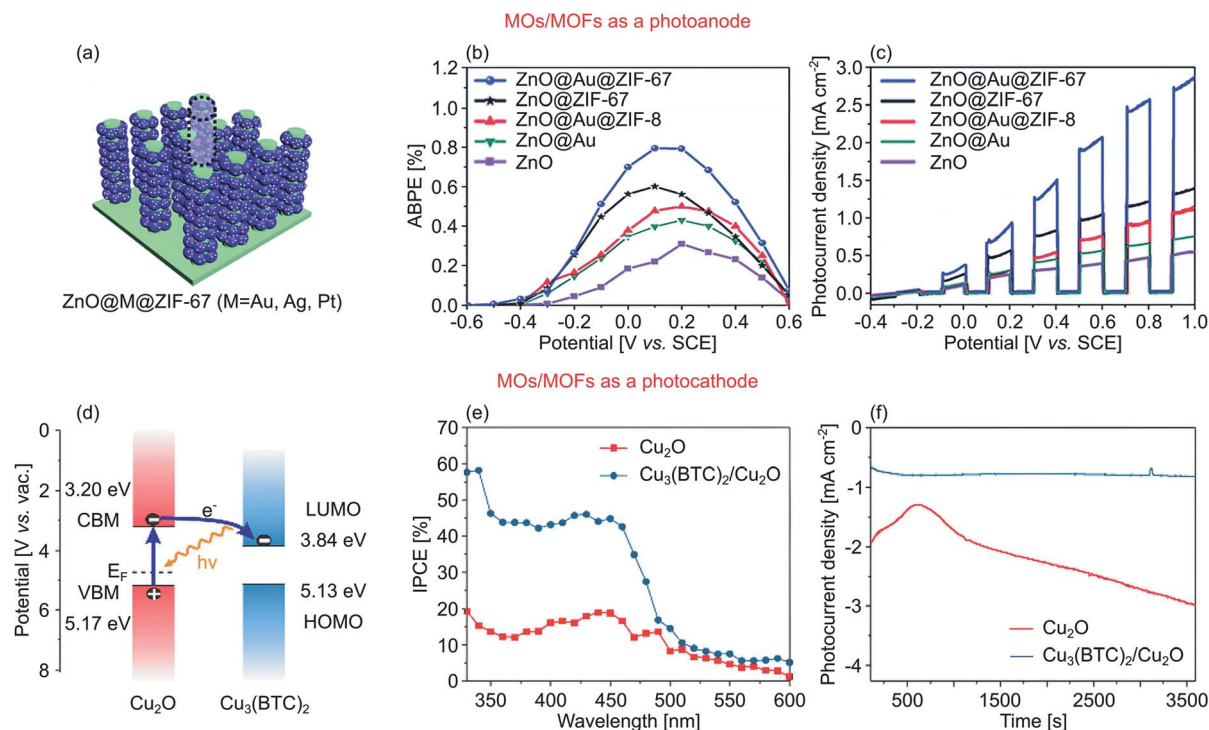 MOs/MOFs as a photoanode
(a)
ZnO@M@ZIF-67 (M=Au, Ag, Pt)
(b)
ABPE [%]
1.2
1.0
0.8
0.6
0.4
0.2
0.0
ZnO@Au@ZIF-67
ZnO@ZIF-67
ZnO@Au@ZIF-8
ZnO@Au
ZnO
-0.6 -0.4 -0.2 0.0 0.2 0.4 0.6
Potential [V vs. SCE]
(c)
Photocurrent density [mA cm-2]
3.0
2.5
2.0
1.5
1.0
0.5
0.0
ZnO@Au@ZIF-67
ZnO@ZIF-67
ZnO@Au@ZIF-8
ZnO@Au
ZnO
-0.4 -0.2 0.0 0.2 0.4 0.6 0.8 1.0
Potential [V vs. SCE]
MOs/MOFs as a photocathode
(d)
Potential [V vs. vac.]
0
2
4
6
8
3.20 eV
CBM
EF
VBM
5.17 eV
e-
hν
LUMO
3.84 eV
5.13 eV
HOMO
Cu2O Cu3(BTC)2
(e)
IPCE [%]
70
60
50
40
30
20
10
0
Cu2O
Cu3(BTC)2/Cu2O
350 400 450 500 550 600
Wavelength [nm]
(f)
Photocurrent density [mA cm-2]
0
-1
-2
-3
-4
Cu2O
Cu3(BTC)2/Cu2O
500 1000 1500 2000 2500 3000 3500
Time [s]